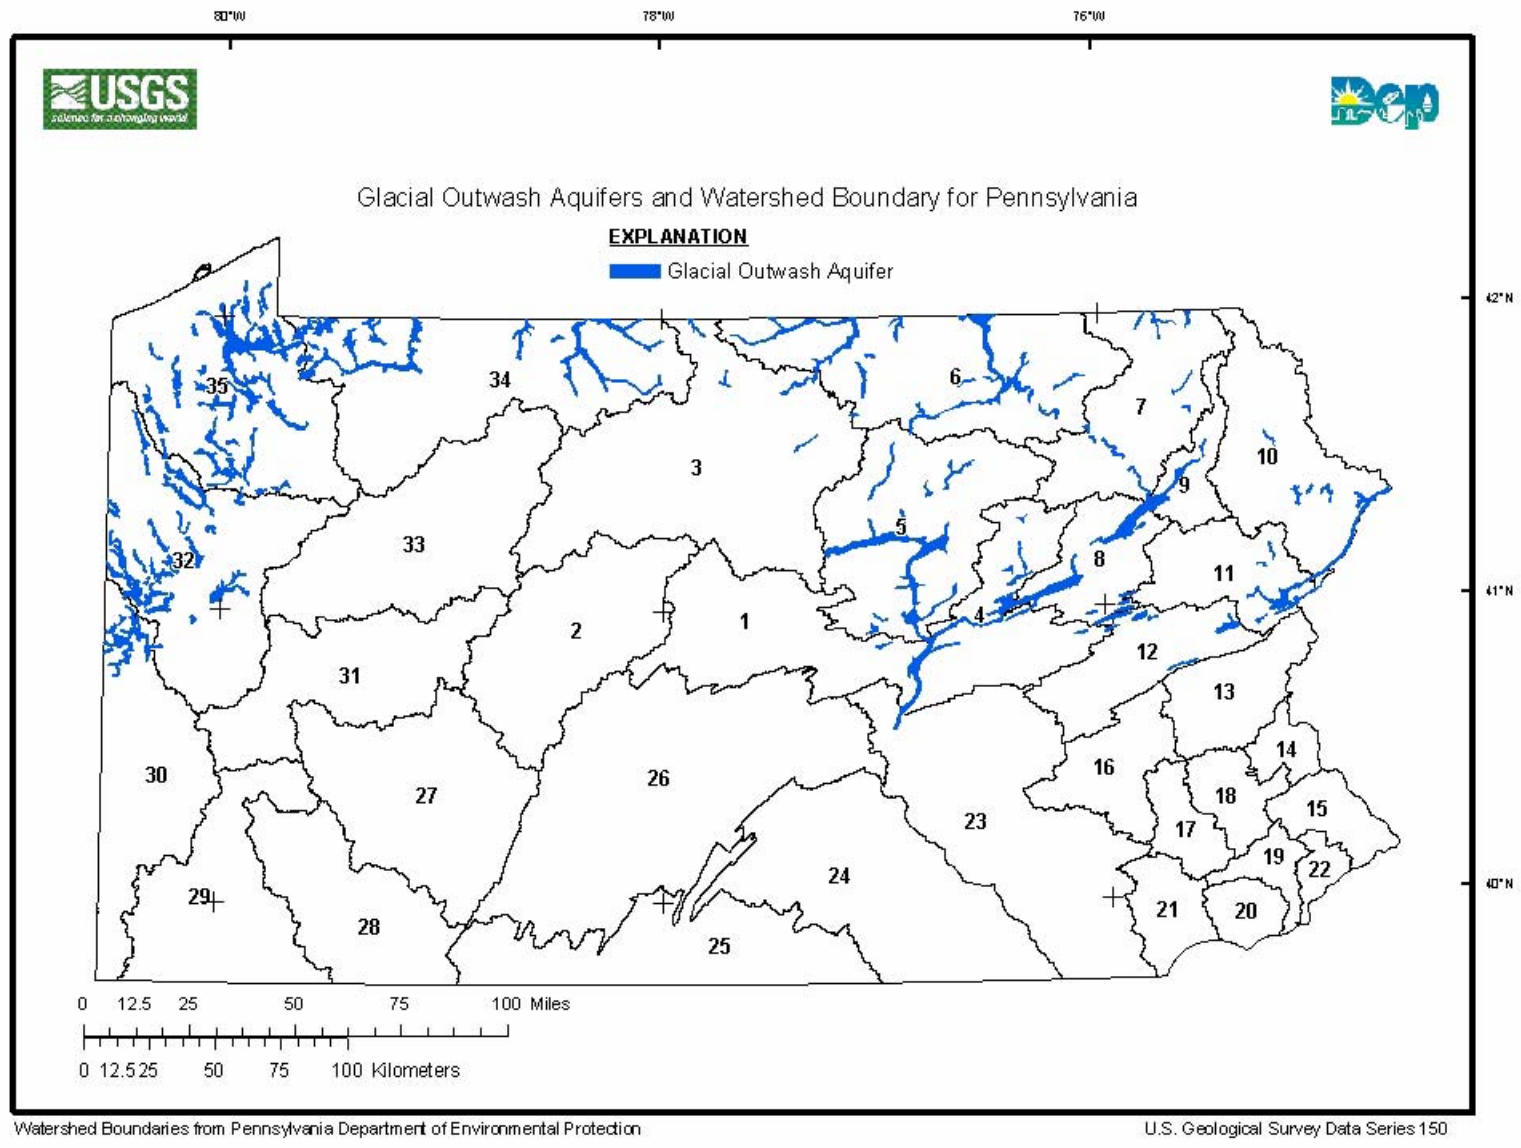 80°W 78°W 76°W
USGS
science for a changing world
Dep
Glacial Outwash Aquifers and Watershed Boundary for Pennsylvania
EXPLANATION
Glacial Outwash Aquifer
42°N
35
34
6
7
3
10
9
5
33
32
8
11
41°N
4
2
1
12
31
13
14
30
26
16
27
18
15
23
17
19
22
24
40°N
29
21
20
28
25
0 12.5 25 50 75 100 Miles
0 12.525 50 75 100 Kilometers
Watershed Boundaries from Pennsylvania Department of Environmental Protection
U.S. Geological Survey Data Series 150